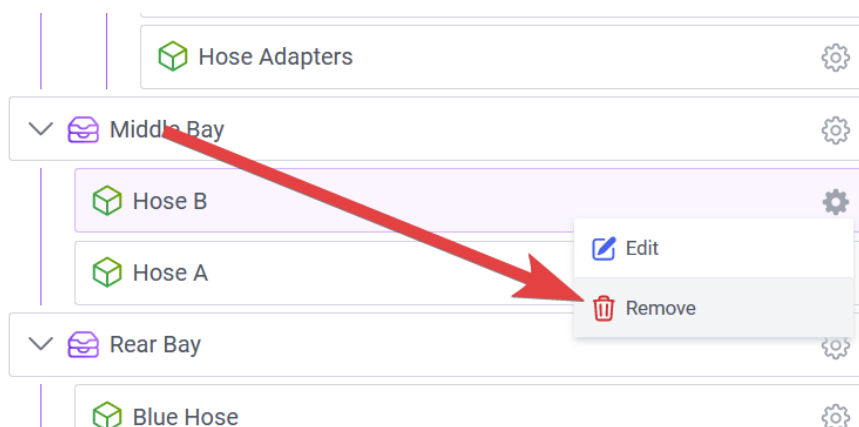 Hose Adapters
Middle Bay
Hose B
Edit
Hose A
Remove
Rear Bay
Blue Hose